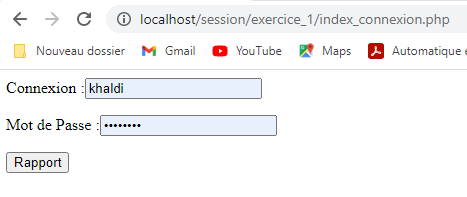 localhost/session/exercice_1/index_connexion.php
Nouveau dossier Gmail YouTube Maps Automatique e
Connexion : khaldi
Mot de Passe : ••••••••
Rapport